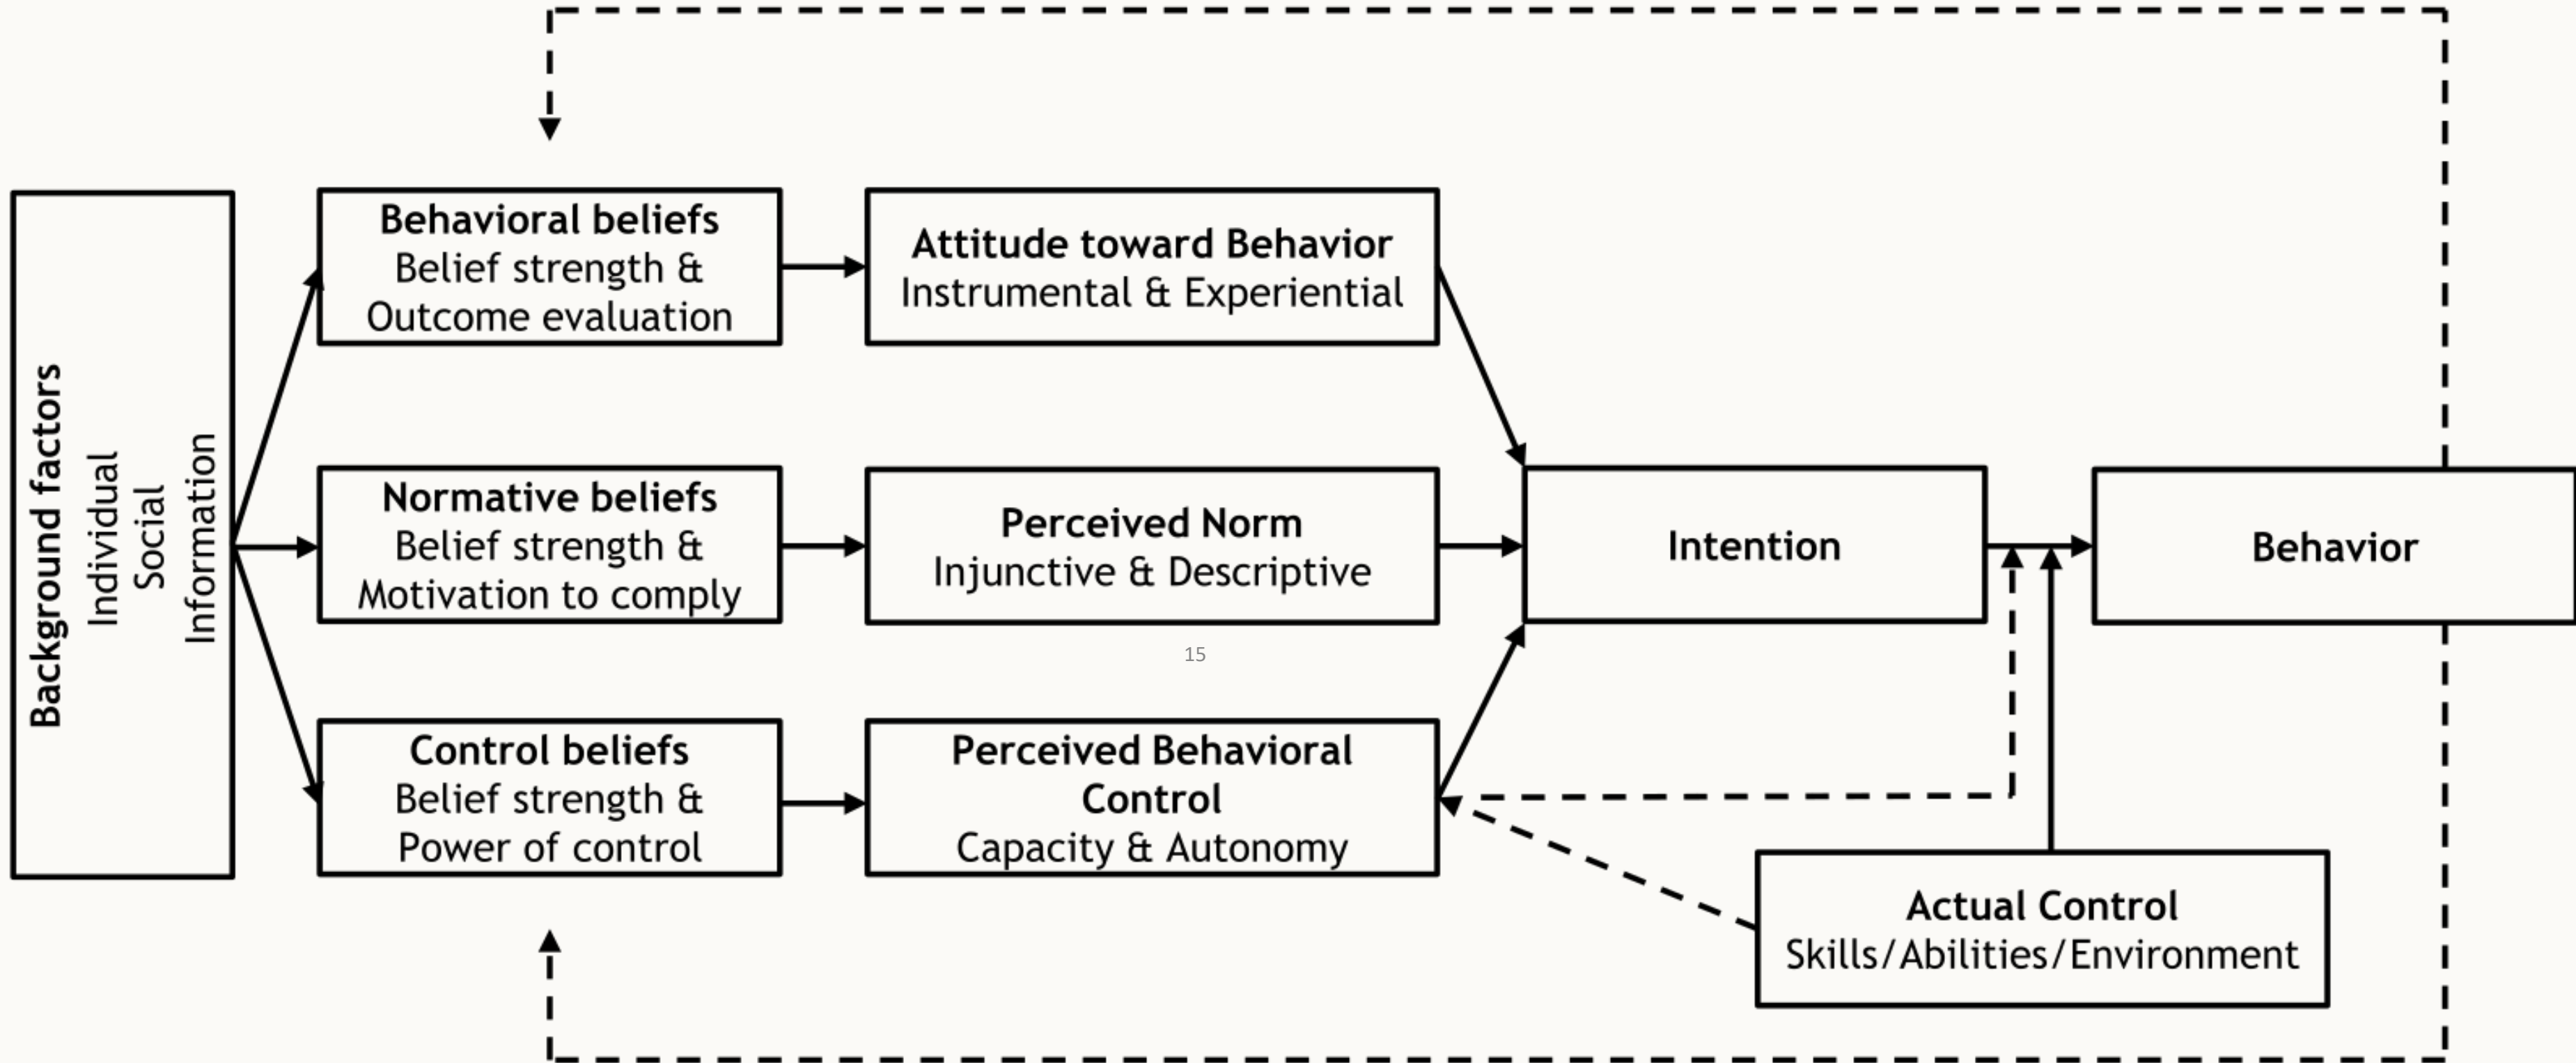 Background factors
Individual
Social
Information
Behavioral beliefs
Belief strength &
Outcome evaluation
Attitude toward Behavior
Instrumental & Experiential
Normative beliefs
Belief strength &
Motivation to comply
Perceived Norm
Injunctive & Descriptive
Intention
Behavior
15
Control beliefs
Belief strength &
Power of control
Perceived Behavioral
Control
Capacity & Autonomy
Actual Control
Skills/Abilities/Environment